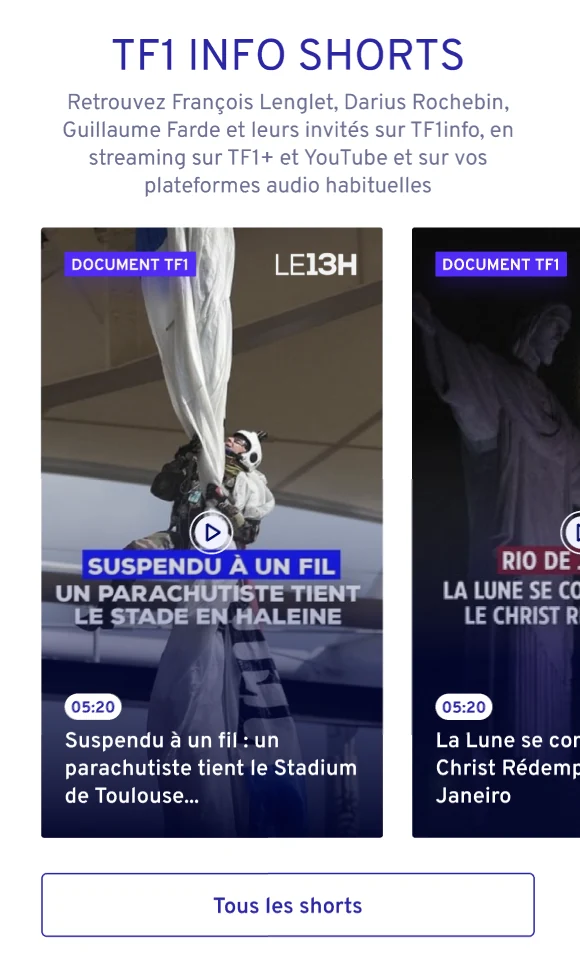 TF1 INFO SHORTS
Retrouvez François Lenglet, Darius Rochebin,
Guillaume Farde et leurs invités sur TF1info, en
streaming sur TF1+ et YouTube et sur vos
plateformes audio habituelles
DOCUMENT TF1
LE13H
SUSPENDU À UN FIL
UN PARACHUTISTE TIENT
LE STADE EN HALEINE
05:20
Suspendu à un fil : un
parachutiste tient le Stadium
de Toulouse...
DOCUMENT TF1
RIO DE
LA LUNE SE CO
LE CHRIST R
05:20
La Lune se con
Christ Rédemp
Janeiro
Tous les shorts